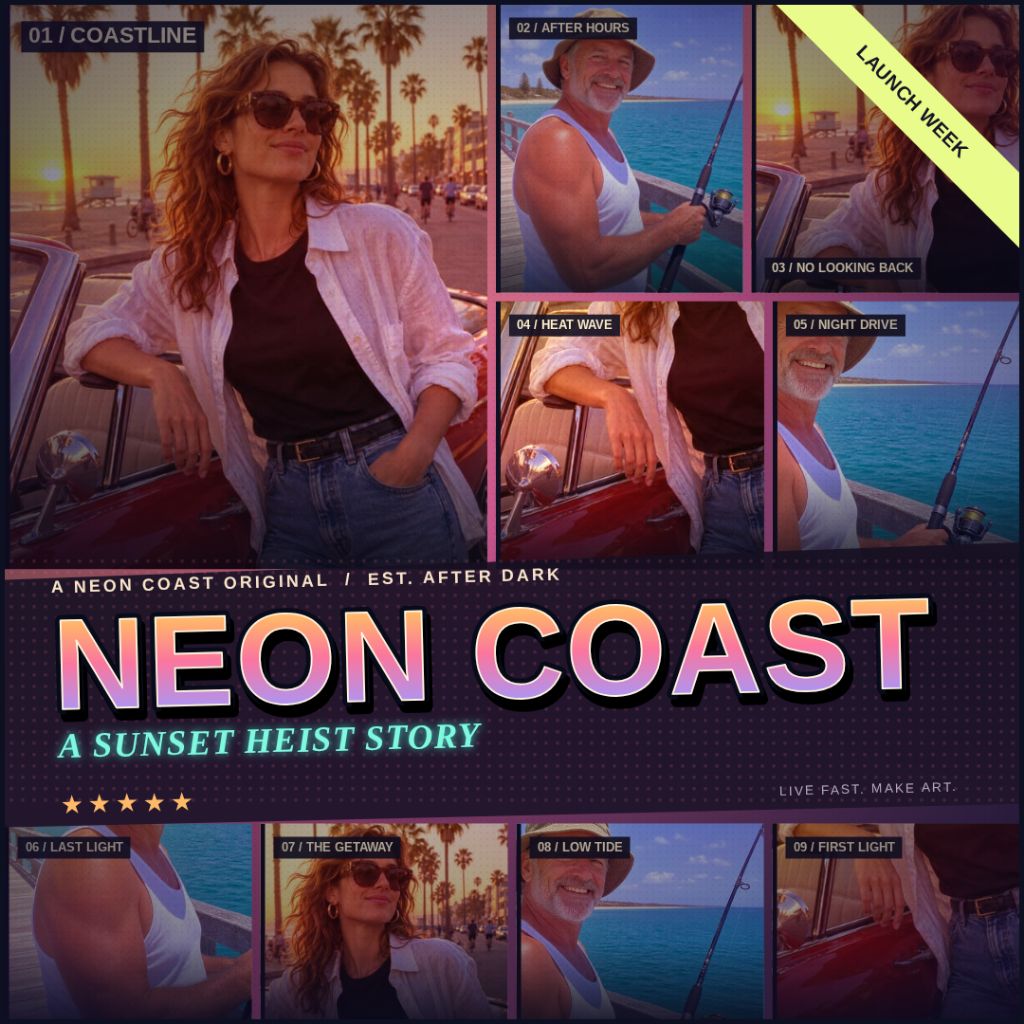 01 / COASTLINE
02 / AFTER HOURS
LAUNCH WEEK
03 / NO LOOKING BACK
04 / HEAT WAVE
05 / NIGHT DRIVE
A NEON COAST ORIGINAL / EST. AFTER DARK
NEON COAST
A SUNSET HEIST STORY
★★★★★
LIVE FAST. MAKE ART.
06 / LAST LIGHT
07 / THE GETAWAY
08 / LOW TIDE
09 / FIRST LIGHT